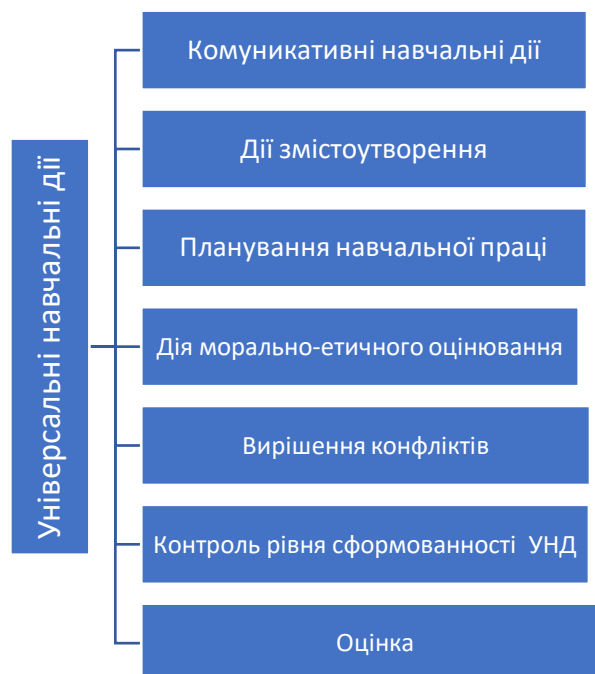 Універсальні навчальні дії
Комуникативні навчальні дії
Дії змістоутворення
Планування навчальної праці
Дія морально-етичного оцінювання
Вирішення конфліктів
Контроль рівня сформованності УНД
Оцінка